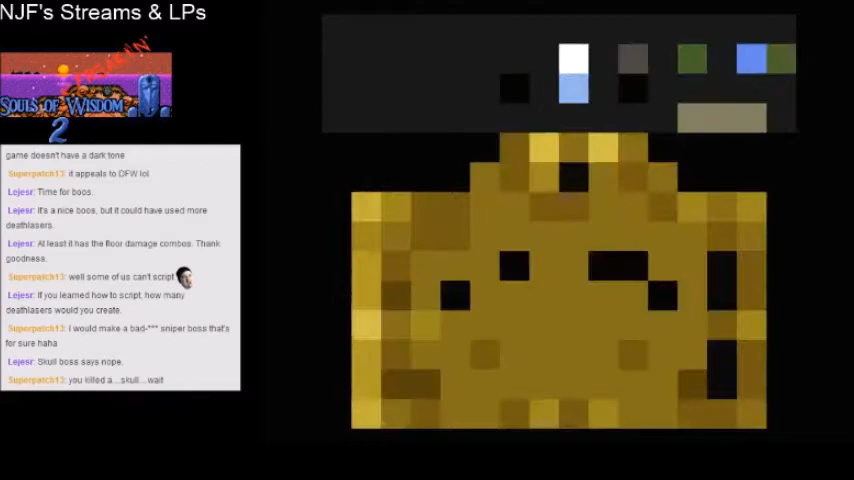 NJF's Streams & LPs
SOULS OF WISDOM
2
game doesn't have a dark tone
Superpatch13: it appeals to DFW lol
Lejesr: Time for boos.
Lejesr: It's a nice boos, but it could have used more
deathlasers.
Lejesr: At least it has the floor damage combos. Thank
goodness.
Superpatch13: well some of us can't script
Lejesr: If you learned how to script, how many
deathlasers would you create.
Superpatch13: I would make a bad-*** sniper boss that's
for sure haha
Lejesr: Skull boss says nope.
Superpatch13: you killed a...skull...wait